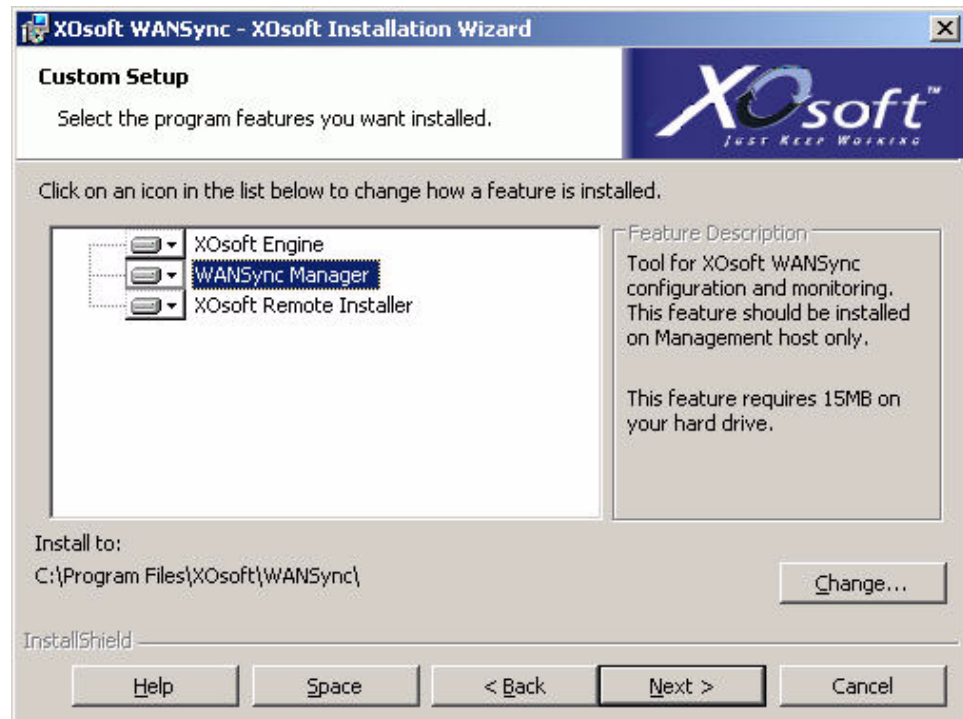 XOsoft WANSync - XOsoft Installation Wizard
Custom Setup
Select the program features you want installed.
XOsoft™
JUST KEEP WORKING
Click on an icon in the list below to change how a feature is installed.
XOsoft Engine
WANSync Manager
XOsoft Remote Installer
Feature Description
Tool for XOsoft WANSync
configuration and monitoring.
This feature should be installed
on Management host only.
This feature requires 15MB on
your hard drive.
Install to:
C:\Program Files\XOsoft\WANSync\
Change...
InstallShield
Help
Space
< Back
Next >
Cancel